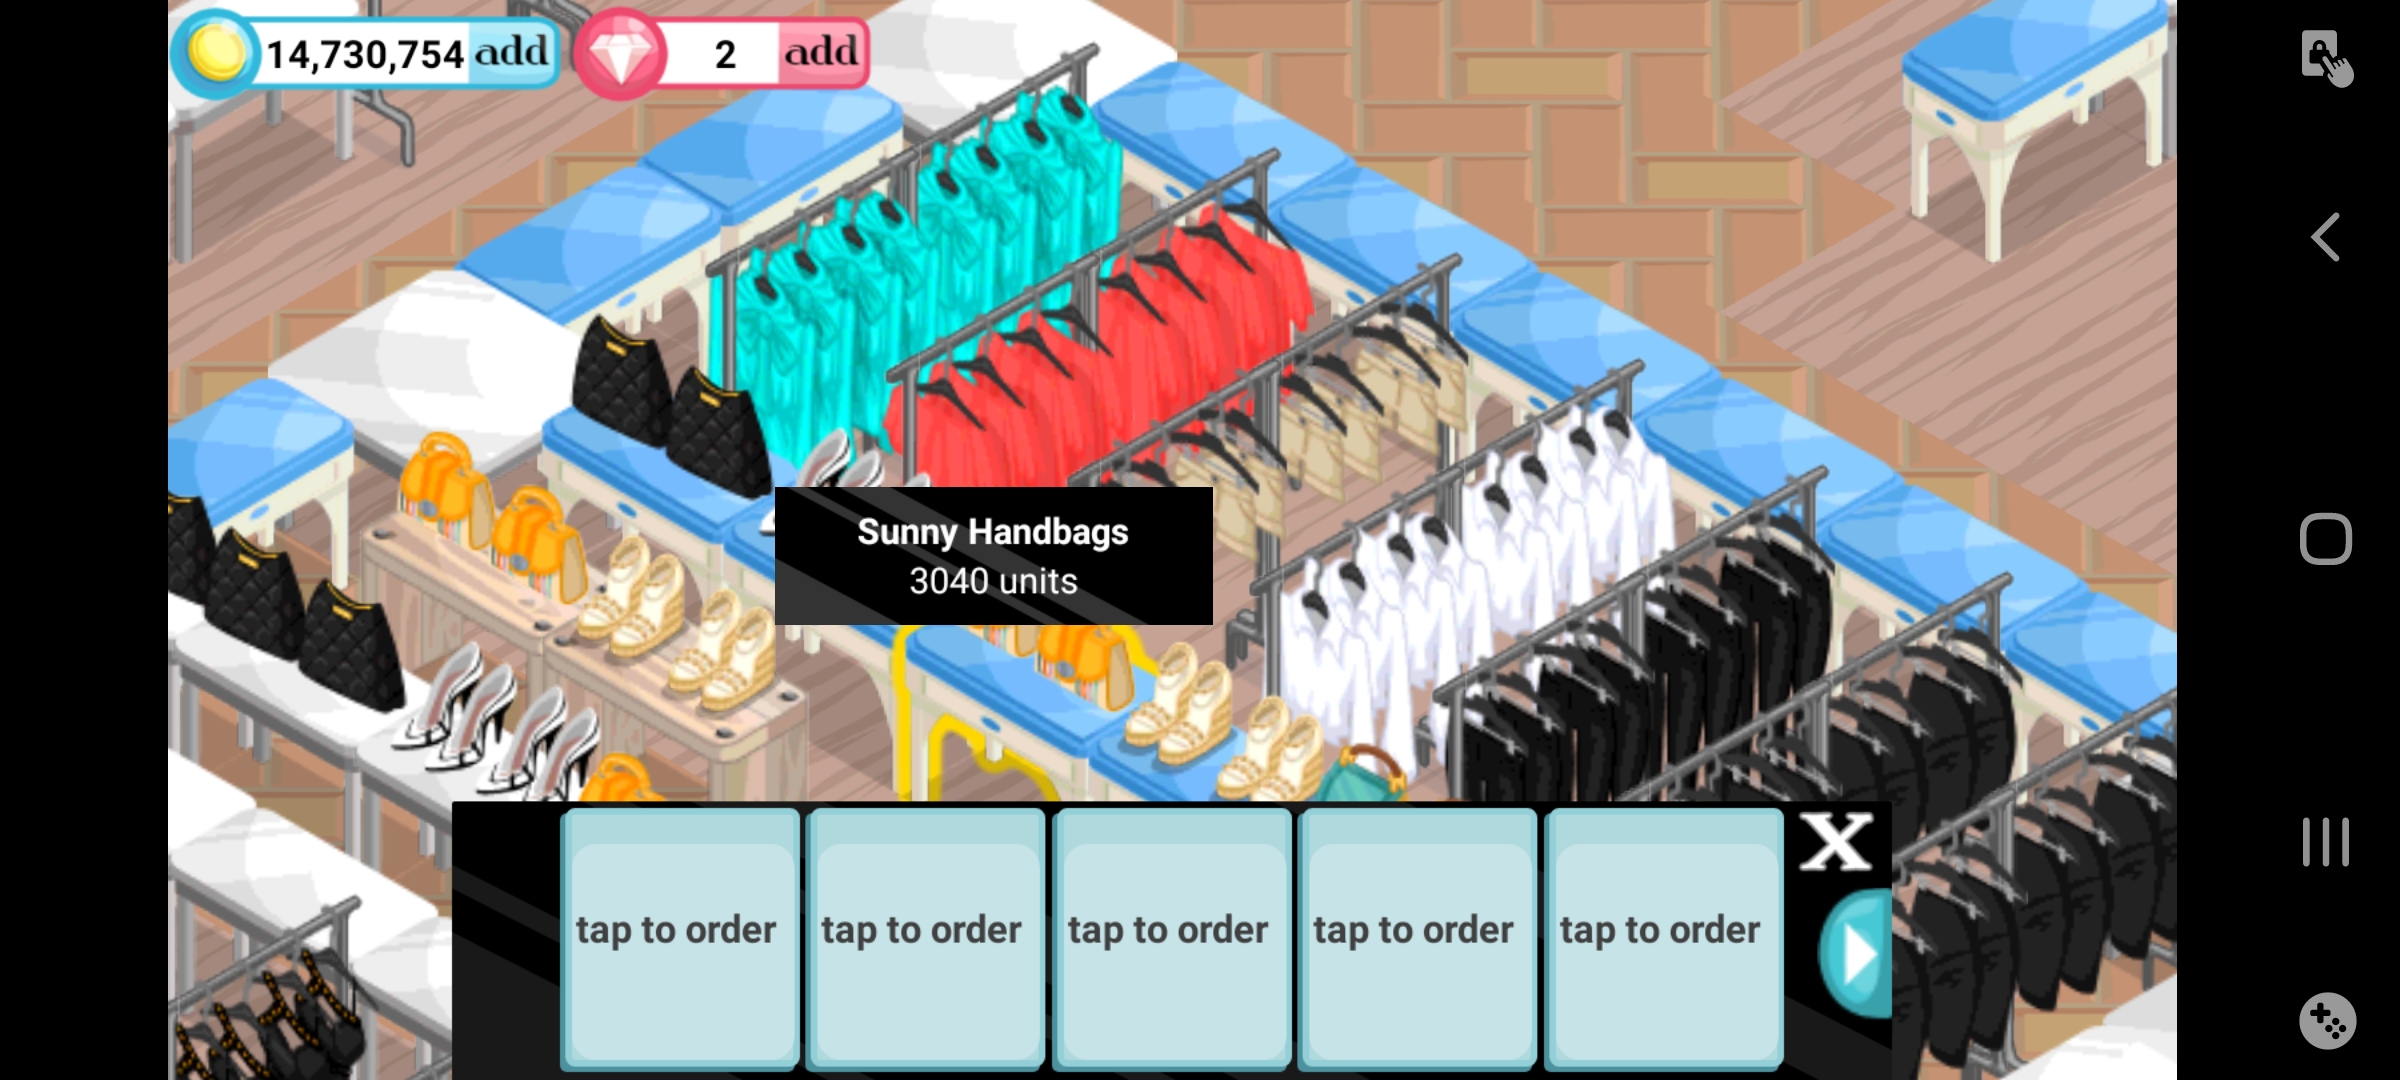 14,730,754 add 2 add
Sunny Handbags
3040 units
tap to order tap to order tap to order tap to order tap to order
X